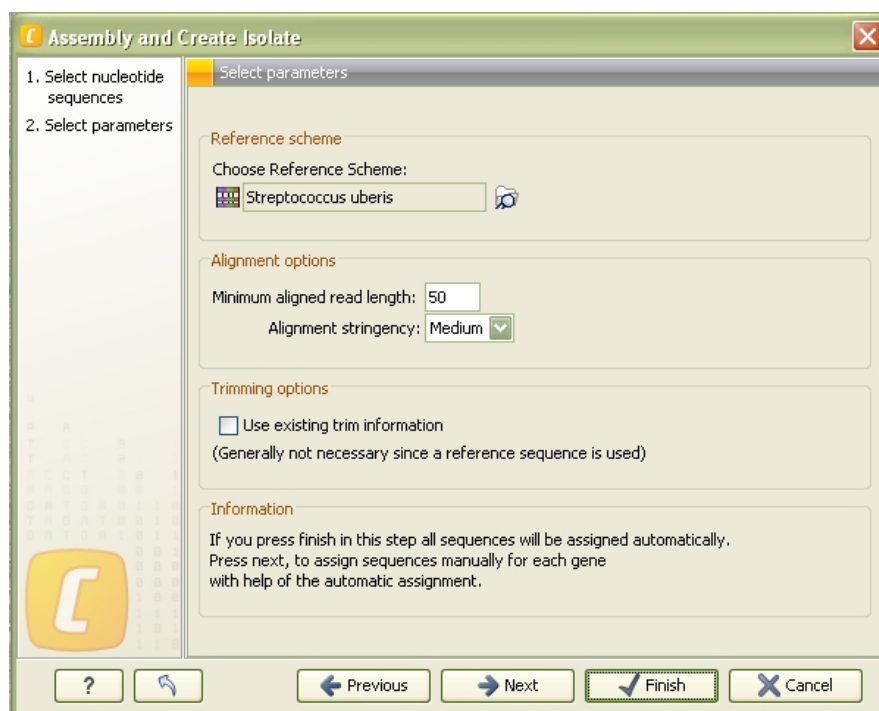 Assembly and Create Isolate
1. Select nucleotide
sequences
2. Select parameters
Select parameters
Reference scheme
Choose Reference Scheme:
Streptococcus uberis
Alignment options
Minimum aligned read length: 50
Alignment stringency: Medium
Trimming options
Use existing trim information
(Generally not necessary since a reference sequence is used)
Information
If you press finish in this step all sequences will be assigned automatically.
Press next, to assign sequences manually for each gene
with help of the automatic assignment.
? Previous Next Finish Cancel